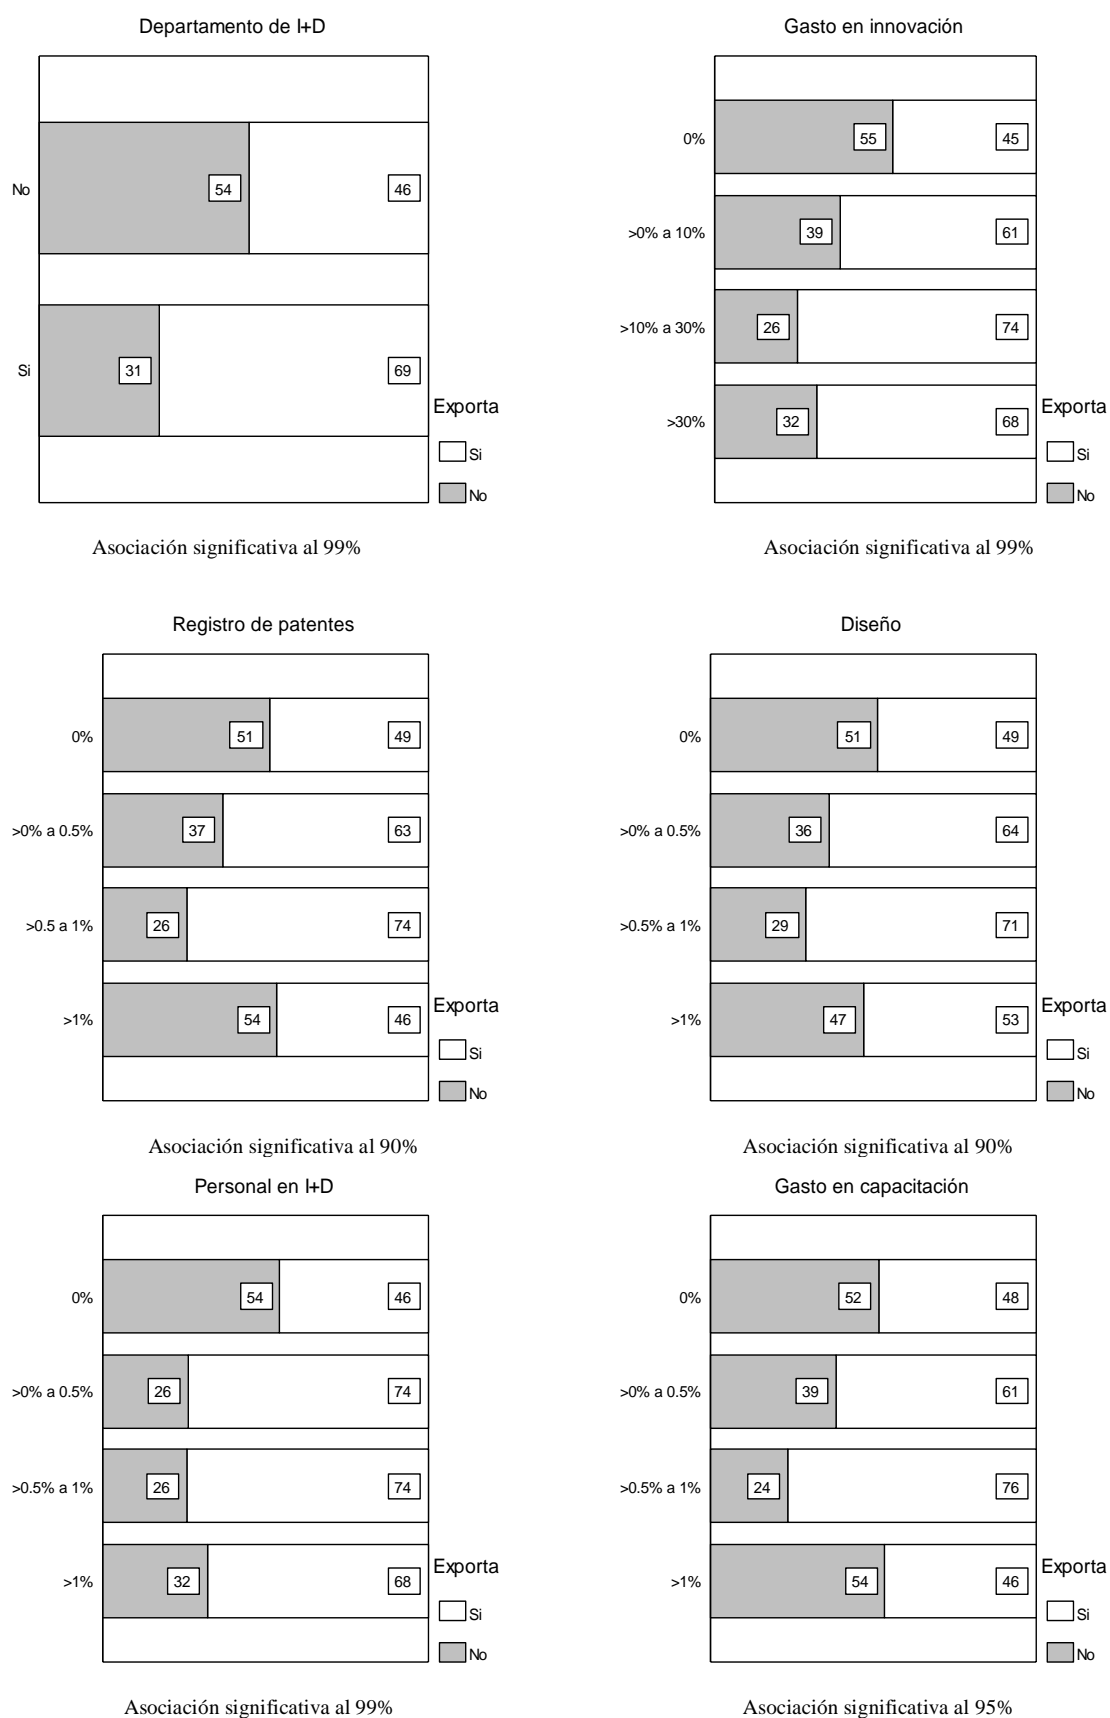 Departamento de I+D
No
54
46
Si
31
69
Exporta
Si
No
Asociación significativa al 99%
Gasto en innovación
0%
55
45
>0% a 10%
39
61
>10% a 30%
26
74
>30%
32
68
Exporta
Si
No
Asociación significativa al 99%
Registro de patentes
0%
51
49
>0% a 0.5%
37
63
>0.5 a 1%
26
74
>1%
54
46
Exporta
Si
No
Asociación significativa al 90%
Diseño
0%
51
49
>0% a 0.5%
36
64
>0.5% a 1%
29
71
>1%
47
53
Exporta
Si
No
Asociación significativa al 90%
Personal en I+D
0%
54
46
>0% a 0.5%
26
74
>0.5% a 1%
26
74
>1%
32
68
Exporta
Si
No
Asociación significativa al 99%
Gasto en capacitación
0%
52
48
>0% a 0.5%
39
61
>0.5% a 1%
24
76
>1%
54
46
Exporta
Si
No
Asociación significativa al 95%